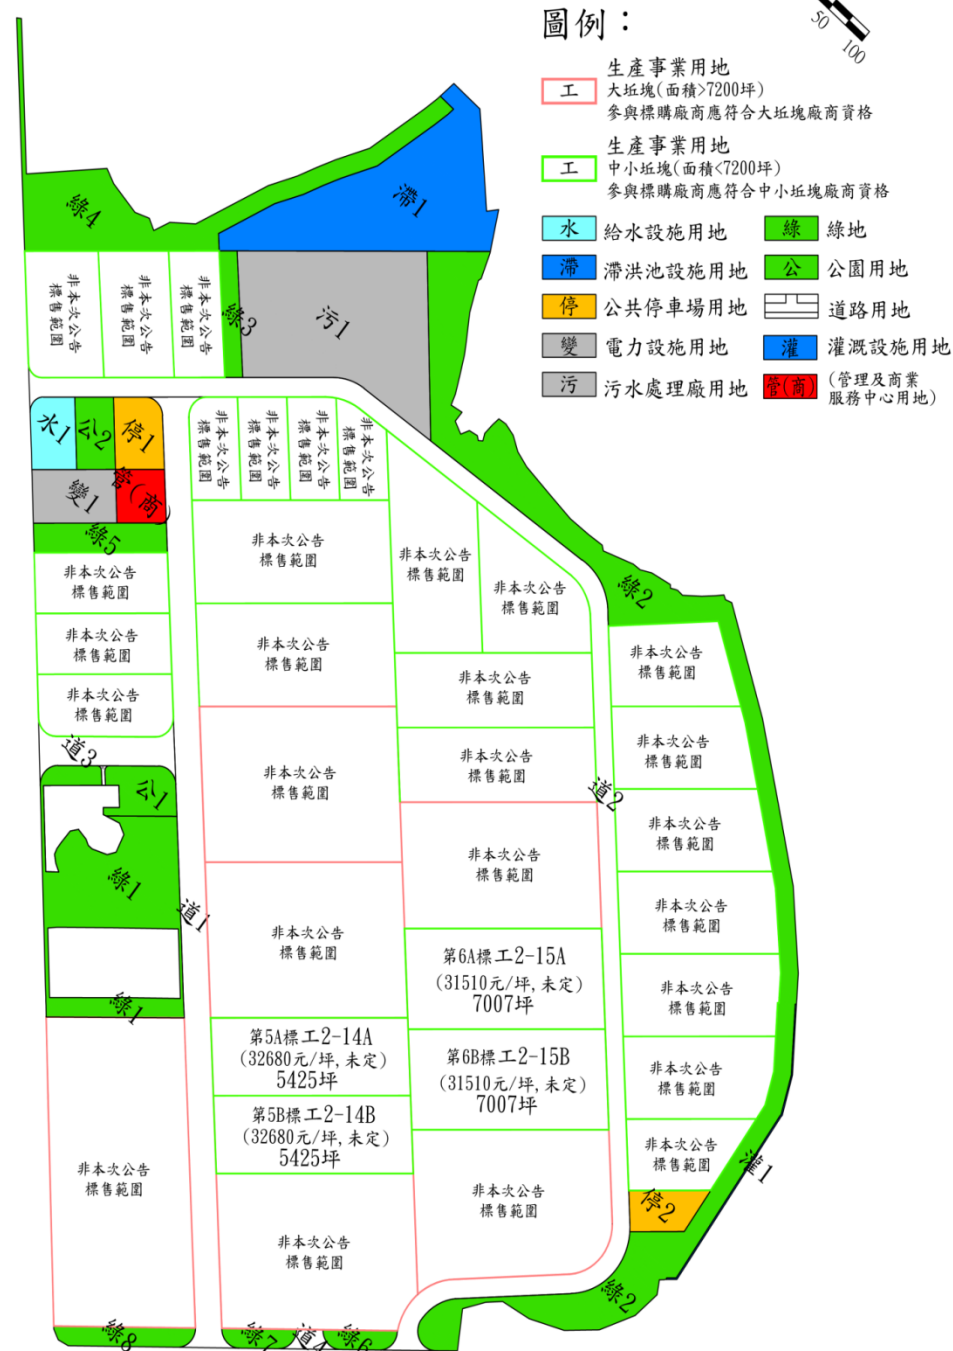 50
100
圖例：
生產事業用地
工
大坵塊(面積>7200坪)
參與標購廠商應符合大坵塊廠商資格
生產事業用地
工
中小坵塊(面積<7200坪)
參與標購廠商應符合中小坵塊廠商資格
水 給水設施用地
綠 綠地
滯 滯洪池設施用地
公 公園用地
停 公共停車場用地
道路用地
變 電力設施用地
灌 灌溉設施用地
污 污水處理廠用地
管(商) (管理及商業
服務中心用地)
綠4
滯1
非本次公告
標售範圍
非本次公告
標售範圍
非本次公告
標售範圍
綠3
污1
水1
公2
停1
變1
管(商)
綠5
非本次公告
標售範圍
非本次公告
標售範圍
非本次公告
標售範圍
非本次公告
標售範圍
非本次公告
標售範圍
非本次公告
標售範圍
非本次公告
標售範圍
綠2
非本次公告
標售範圍
非本次公告
標售範圍
非本次公告
標售範圍
非本次公告
標售範圍
非本次公告
標售範圍
非本次公告
標售範圍
非本次公告
標售範圍
道3
非本次公告
標售範圍
非本次公告
標售範圍
非本次公告
標售範圍
公1
道2
非本次公告
標售範圍
非本次公告
標售範圍
綠1
道1
非本次公告
標售範圍
非本次公告
標售範圍
第6A標工2-15A
(31510元/坪,未定)
7007坪
非本次公告
標售範圍
綠1
第5A標工2-14A
(32680元/坪,未定)
5425坪
第6B標工2-15B
(31510元/坪,未定)
7007坪
非本次公告
標售範圍
第5B標工2-14B
(32680元/坪,未定)
5425坪
非本次公告
標售範圍
灌1
非本次公告
標售範圍
非本次公告
標售範圍
停2
非本次公告
標售範圍
綠2
綠8
綠7
道4
綠6